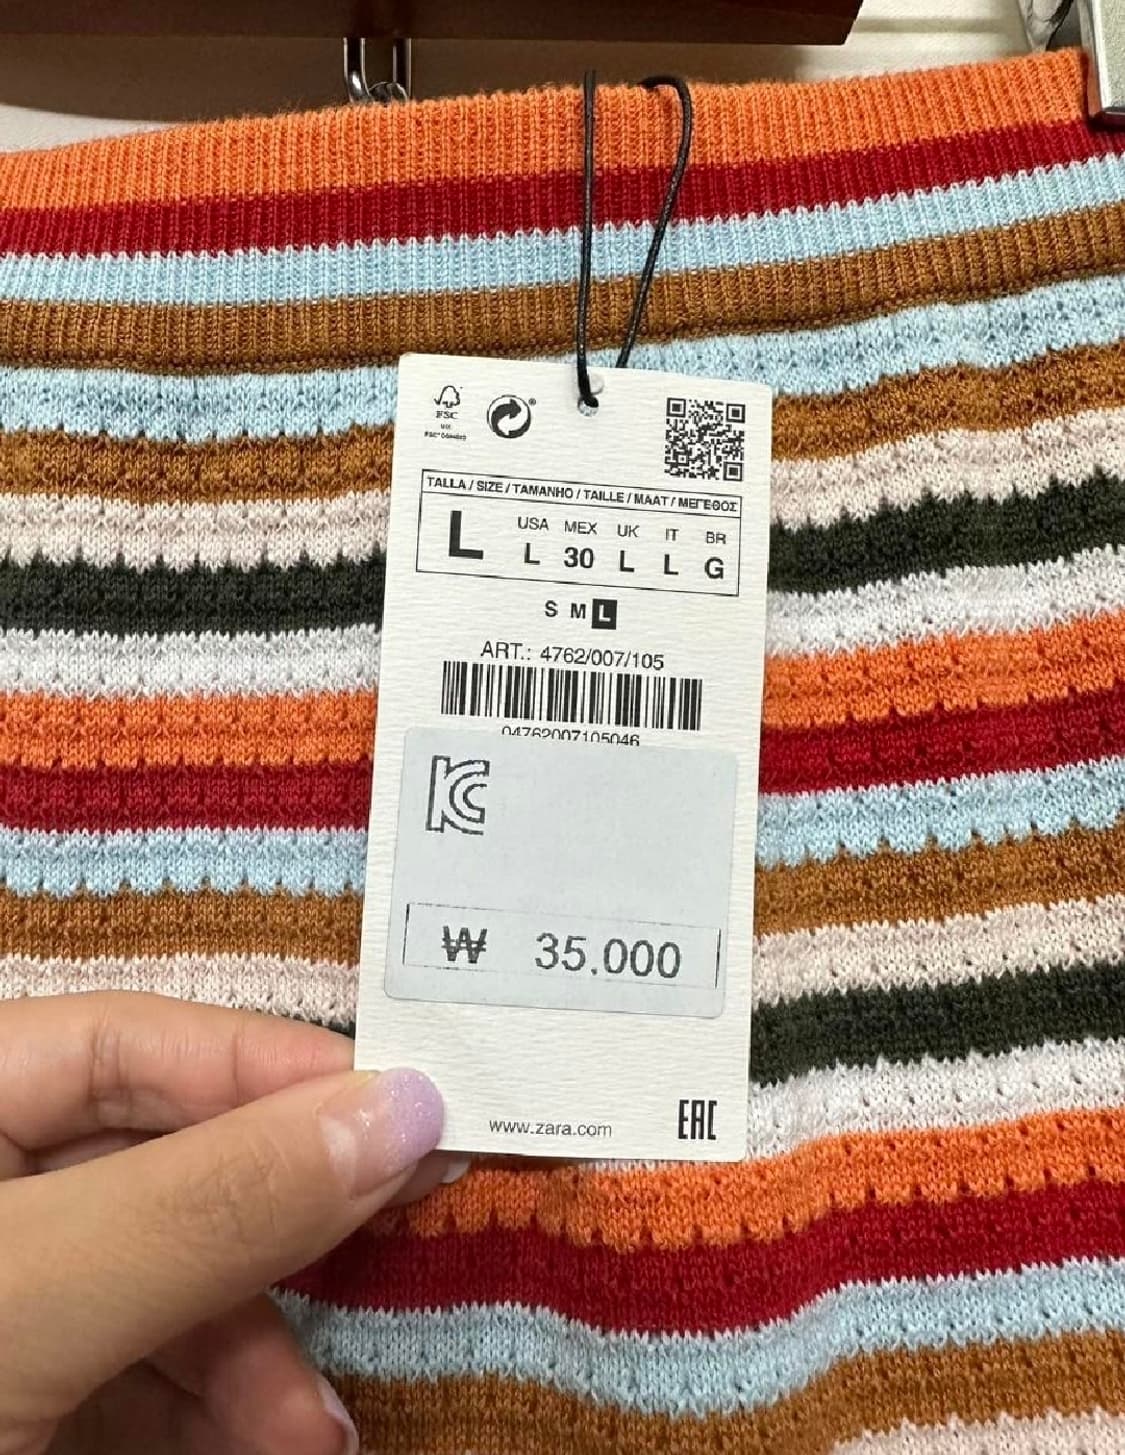 FSC
TALLA / SIZE / TAMANHO / TAILLE / MAAT / ΜΕΓΕΘΟΣ
L
USA MEX UK IT BR
L 30 L L G
S M L
ART.: 4762/007/105
04762007105046
KC
₩ 35.000
www.zara.com
EAC